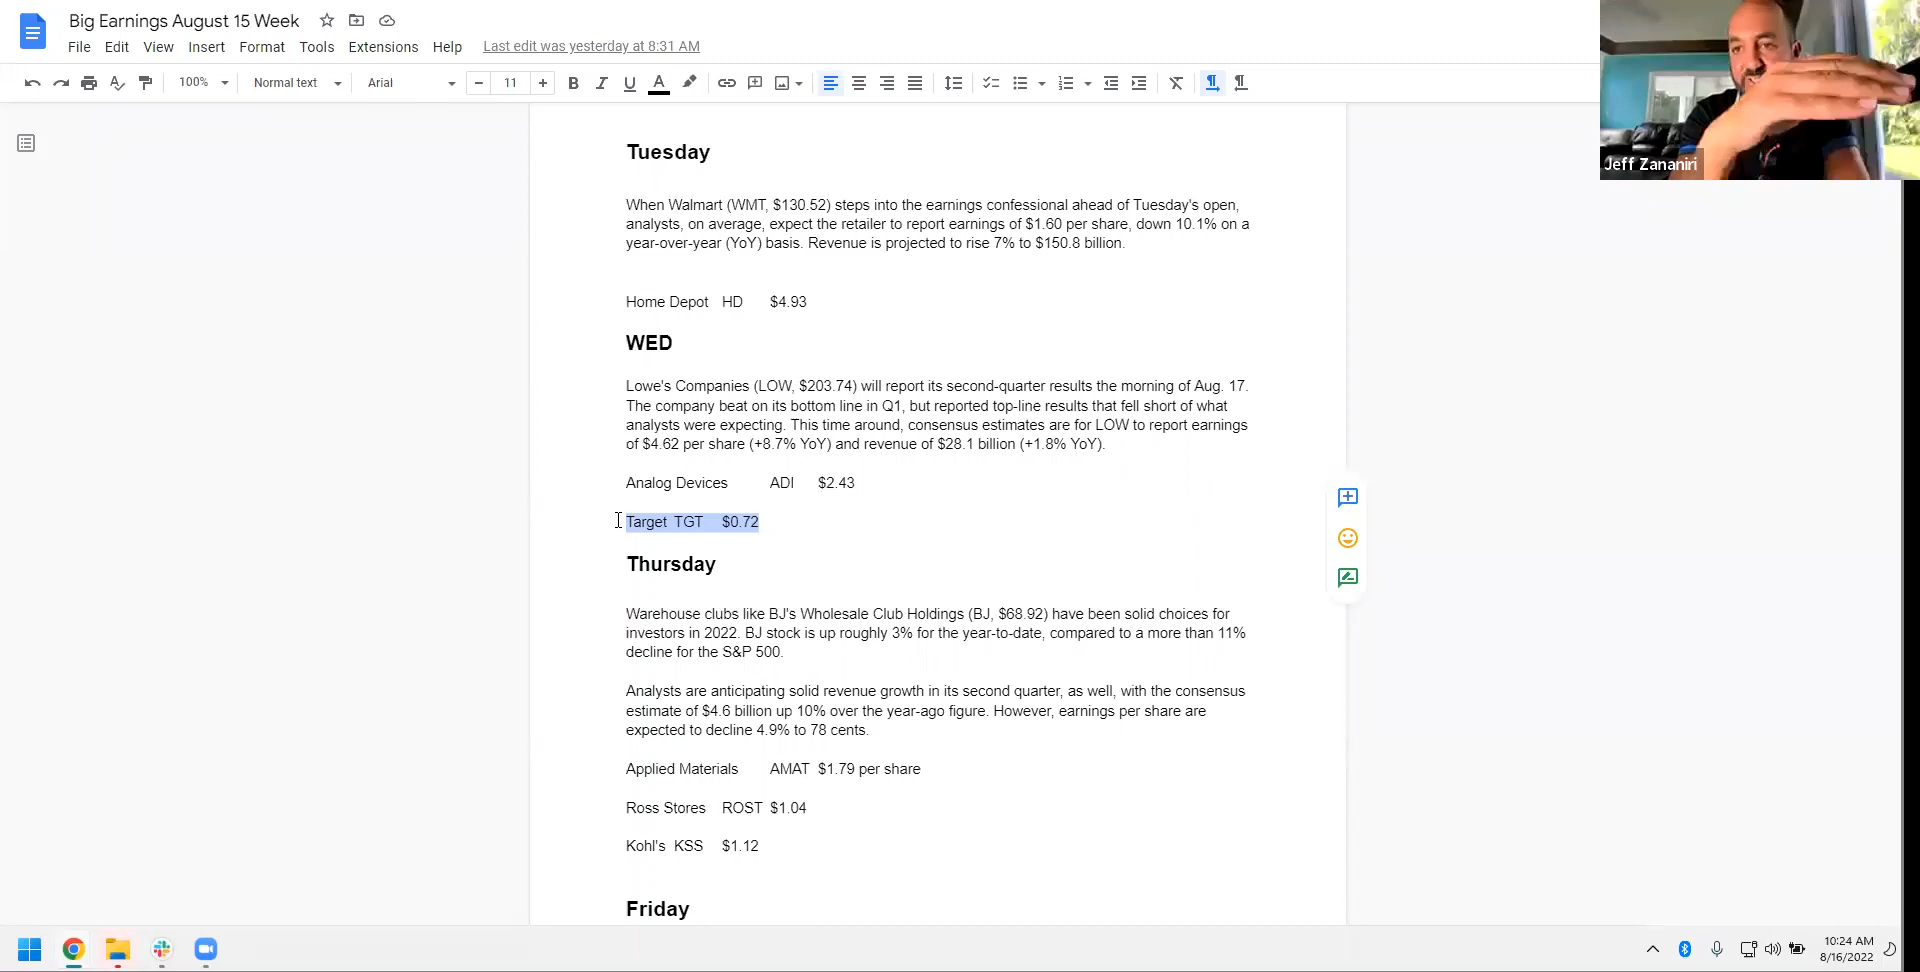 Big Earnings August 15 Week
File Edit View Insert Format Tools Extensions Help Last edit was yesterday at 8:31 AM
100% Normal text Arial 11
Jeff Zananiri
Tuesday
When Walmart (WMT, $130.52) steps into the earnings confessional ahead of Tuesday's open,
analysts, on average, expect the retailer to report earnings of $1.60 per share, down 10.1% on a
year-over-year (YoY) basis. Revenue is projected to rise 7% to $150.8 billion.
Home Depot HD $4.93
WED
Lowe's Companies (LOW, $203.74) will report its second-quarter results the morning of Aug. 17.
The company beat on its bottom line in Q1, but reported top-line results that fell short of what
analysts were expecting. This time around, consensus estimates are for LOW to report earnings
of $4.62 per share (+8.7% YoY) and revenue of $28.1 billion (+1.8% YoY).
Analog Devices ADI $2.43
Target TGT $0.72
Thursday
Warehouse clubs like BJ's Wholesale Club Holdings (BJ, $68.92) have been solid choices for
investors in 2022. BJ stock is up roughly 3% for the year-to-date, compared to a more than 11%
decline for the S&P 500.
Analysts are anticipating solid revenue growth in its second quarter, as well, with the consensus
estimate of $4.6 billion up 10% over the year-ago figure. However, earnings per share are
expected to decline 4.9% to 78 cents.
Applied Materials AMAT $1.79 per share
Ross Stores ROST $1.04
Kohl's KSS $1.12
Friday
10:24 AM
8/16/2022